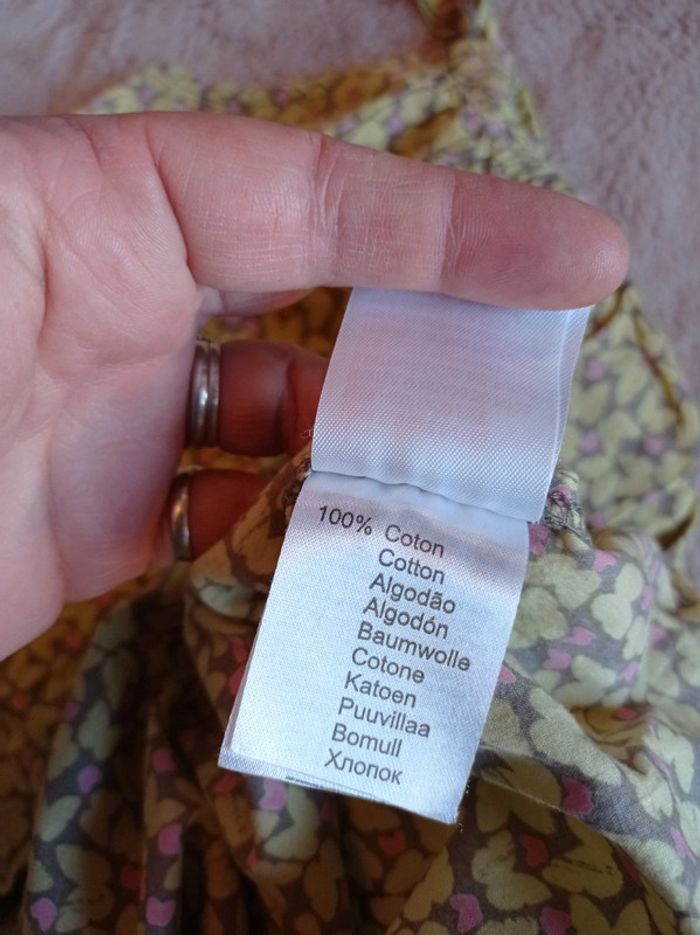 100% Coton
Cotton
Algodão
Algodón
Baumwolle
Cotone
Katoen
Puuvillaa
Bomull
Хлопок